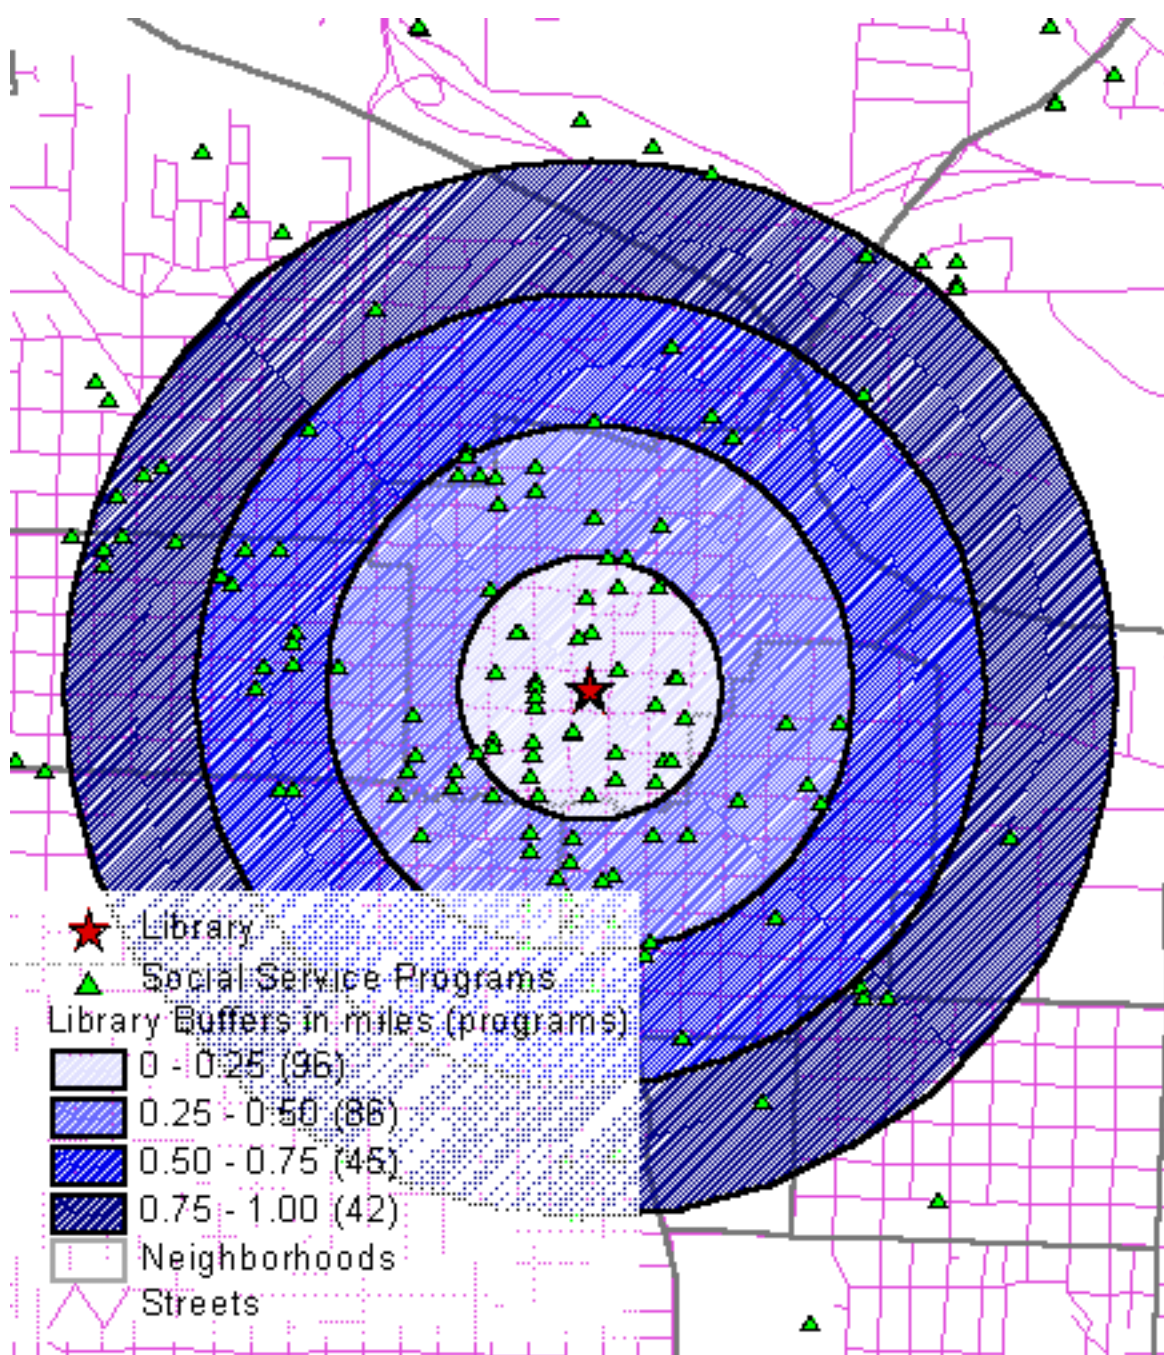 Library
Social Service Programs
Library Buffers in miles (programs)
0 - 0.25 (96)
0.25 - 0.50 (86)
0.50 - 0.75 (45)
0.75 - 1.00 (42)
Neighborhoods
Streets